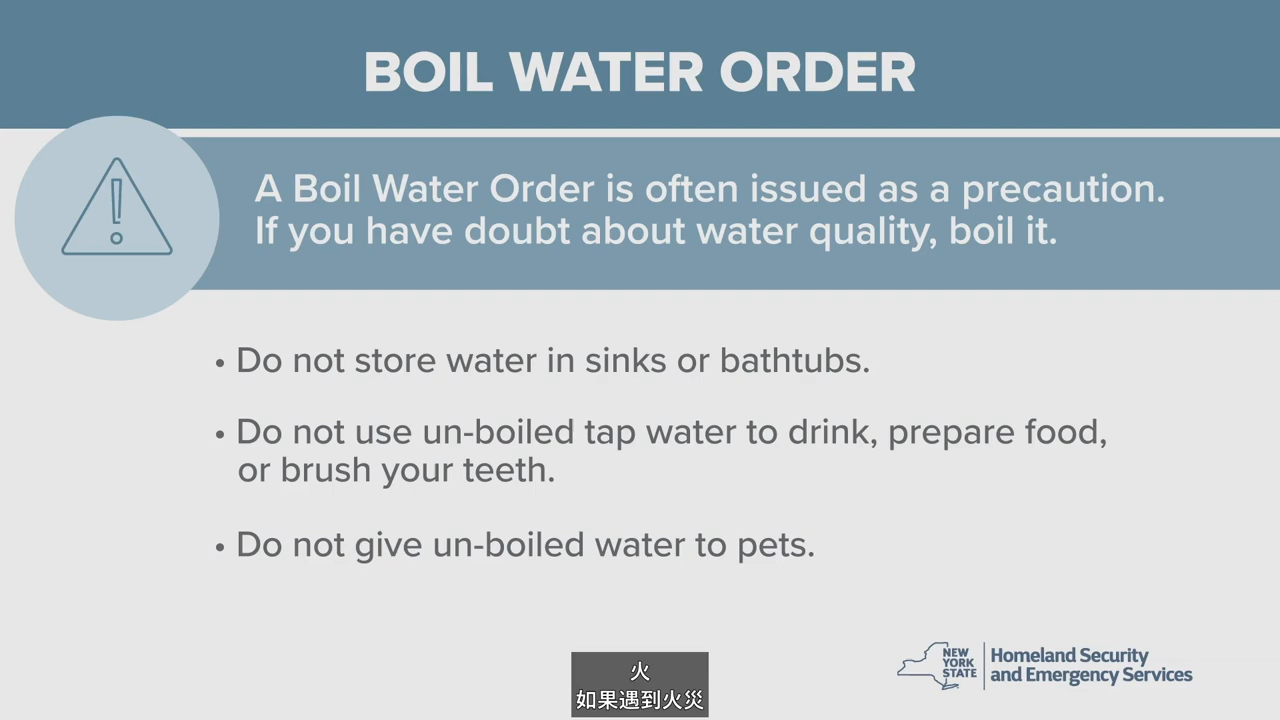 BOIL WATER ORDER
A Boil Water Order is often issued as a precaution.
If you have doubt about water quality, boil it.
• Do not store water in sinks or bathtubs.
• Do not use un-boiled tap water to drink, prepare food,
or brush your teeth.
• Do not give un-boiled water to pets.
NEW
YORK
STATE
Homeland Security
and Emergency Services
火
如果遇到火災